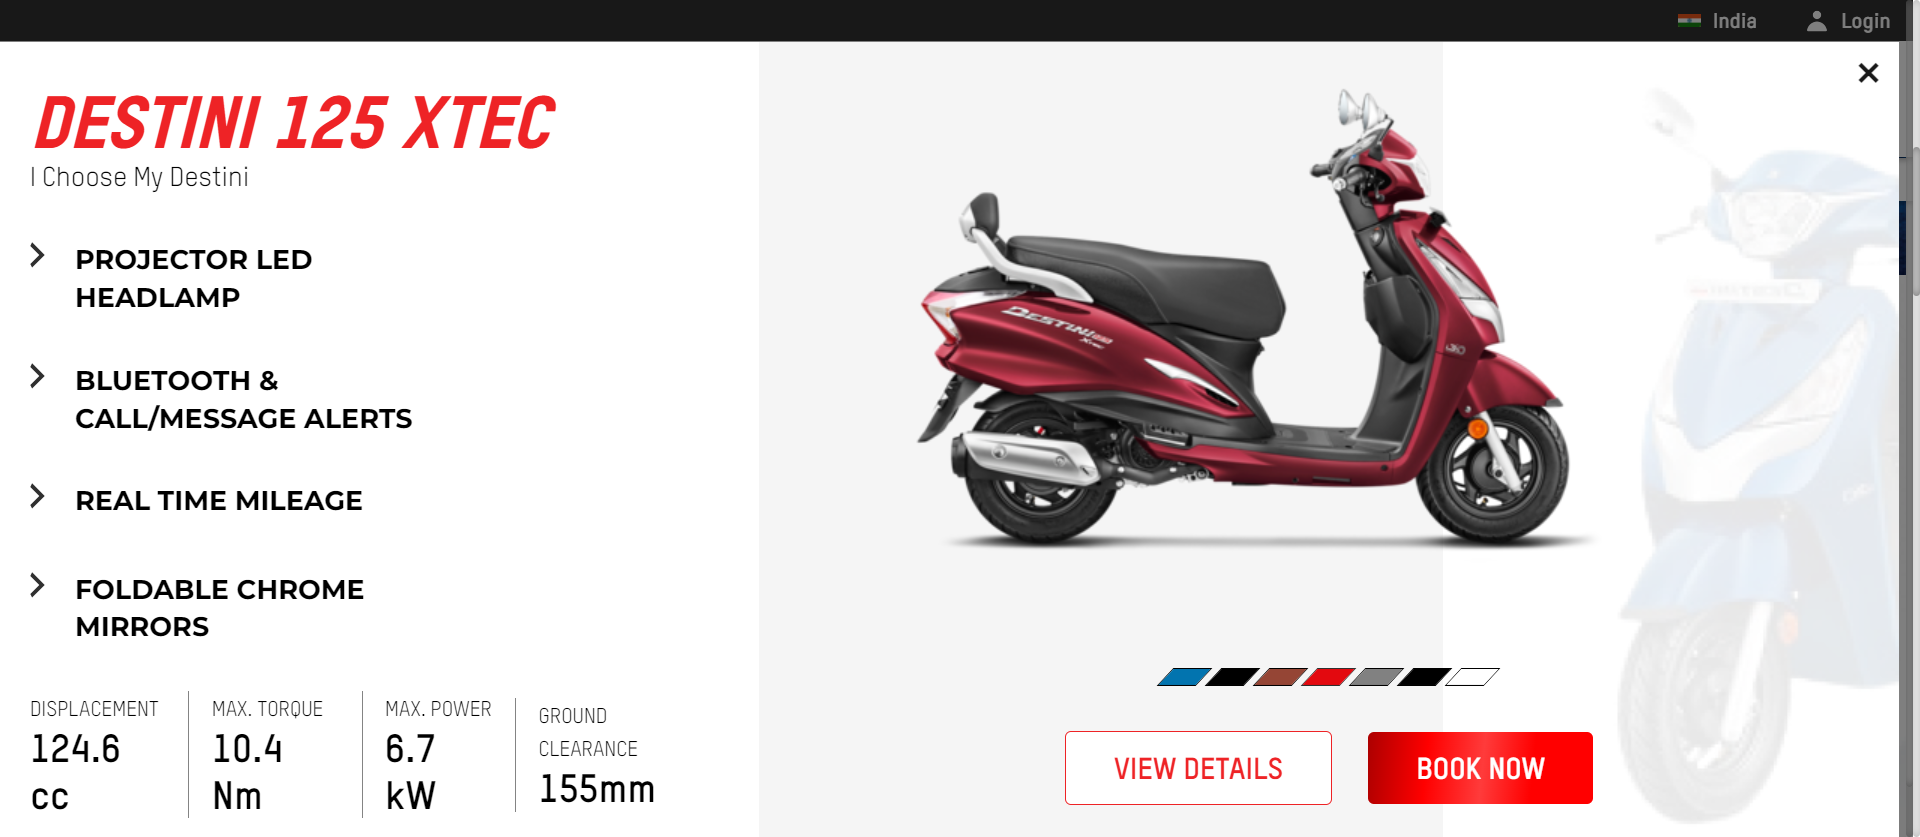 India
Login
DESTINI 125 XTEC
I Choose My Destini
PROJECTOR LED
HEADLAMP
BLUETOOTH &
CALL/MESSAGE ALERTS
REAL TIME MILEAGE
FOLDABLE CHROME
MIRRORS
DISPLACEMENT
124.6
cc
MAX. TORQUE
10.4
Nm
MAX. POWER
6.7
kW
GROUND
CLEARANCE
155mm
DESTINI
Xtec
VIEW DETAILS
BOOK NOW